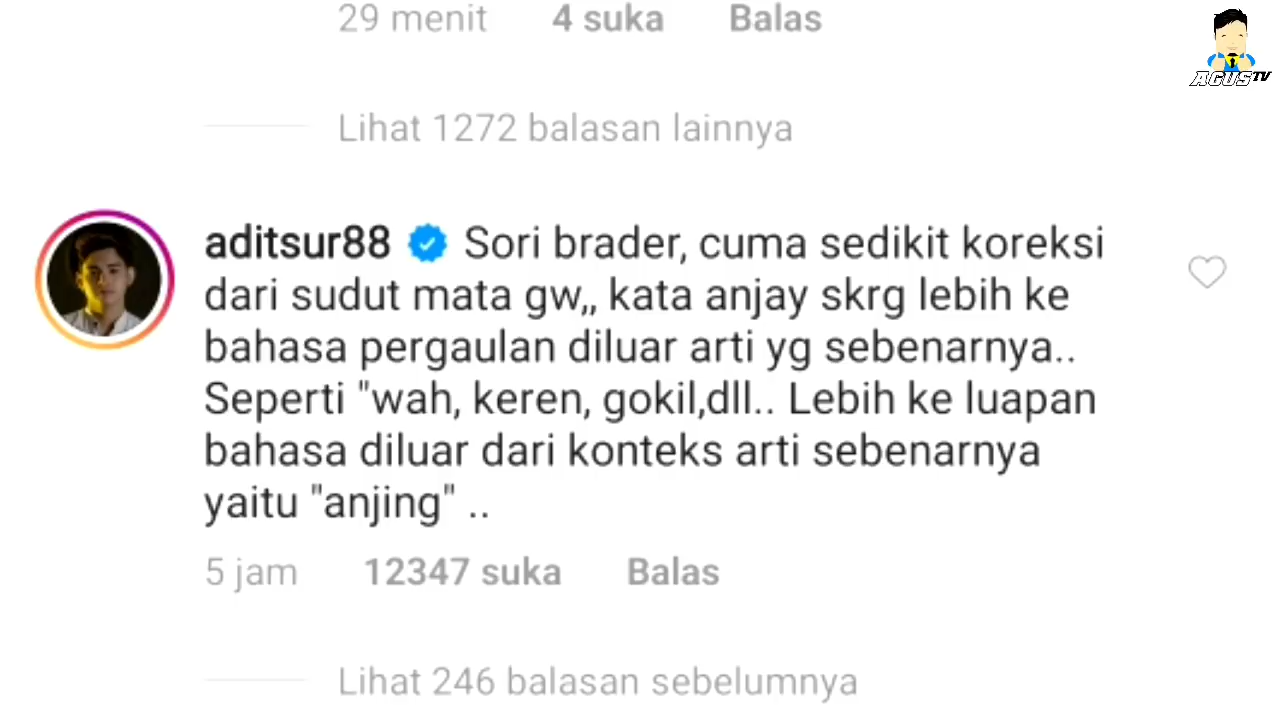 29 menit 4 suka Balas
AGUSTV
Lihat 1272 balasan lainnya
aditsur88 Sori brader, cuma sedikit koreksi
dari sudut mata gw,, kata anjay skrg lebih ke
bahasa pergaulan diluar arti yg sebenarnya..
Seperti "wah, keren, gokil,dll.. Lebih ke luapan
bahasa diluar dari konteks arti sebenarnya
yaitu "anjing" ..
5 jam 12347 suka Balas
Lihat 246 balasan sebelumnya